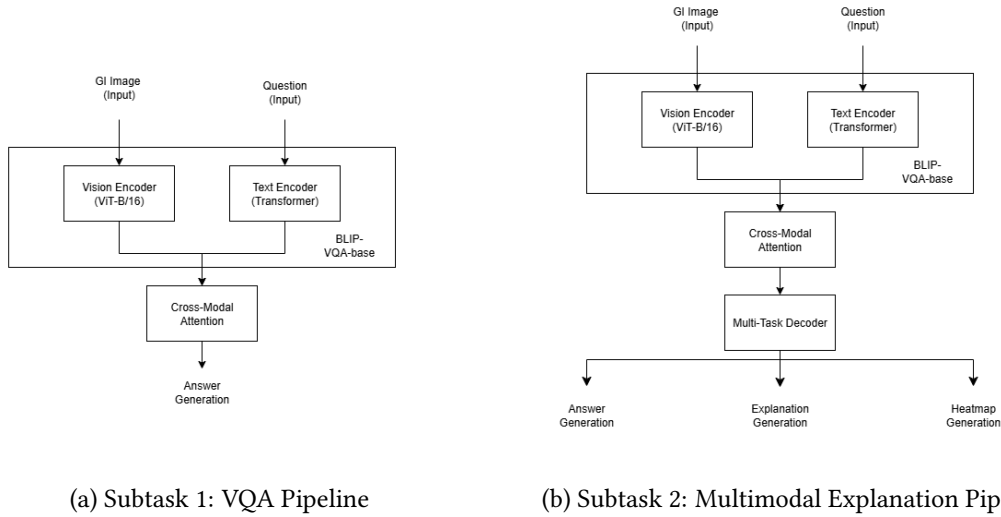 GI Image
(Input)
Question
(Input)
Vision Encoder
(ViT-B/16)
Text Encoder
(Transformer)
BLIP-
VQA-base
Cross-Modal
Attention
Answer
Generation
(a) Subtask 1: VQA Pipeline
GI Image
(Input)
Question
(Input)
Vision Encoder
(ViT-B/16)
Text Encoder
(Transformer)
BLIP-
VQA-base
Cross-Modal
Attention
Multi-Task Decoder
Answer
Generation
Explanation
Generation
Heatmap
Generation
(b) Subtask 2: Multimodal Explanation Pip